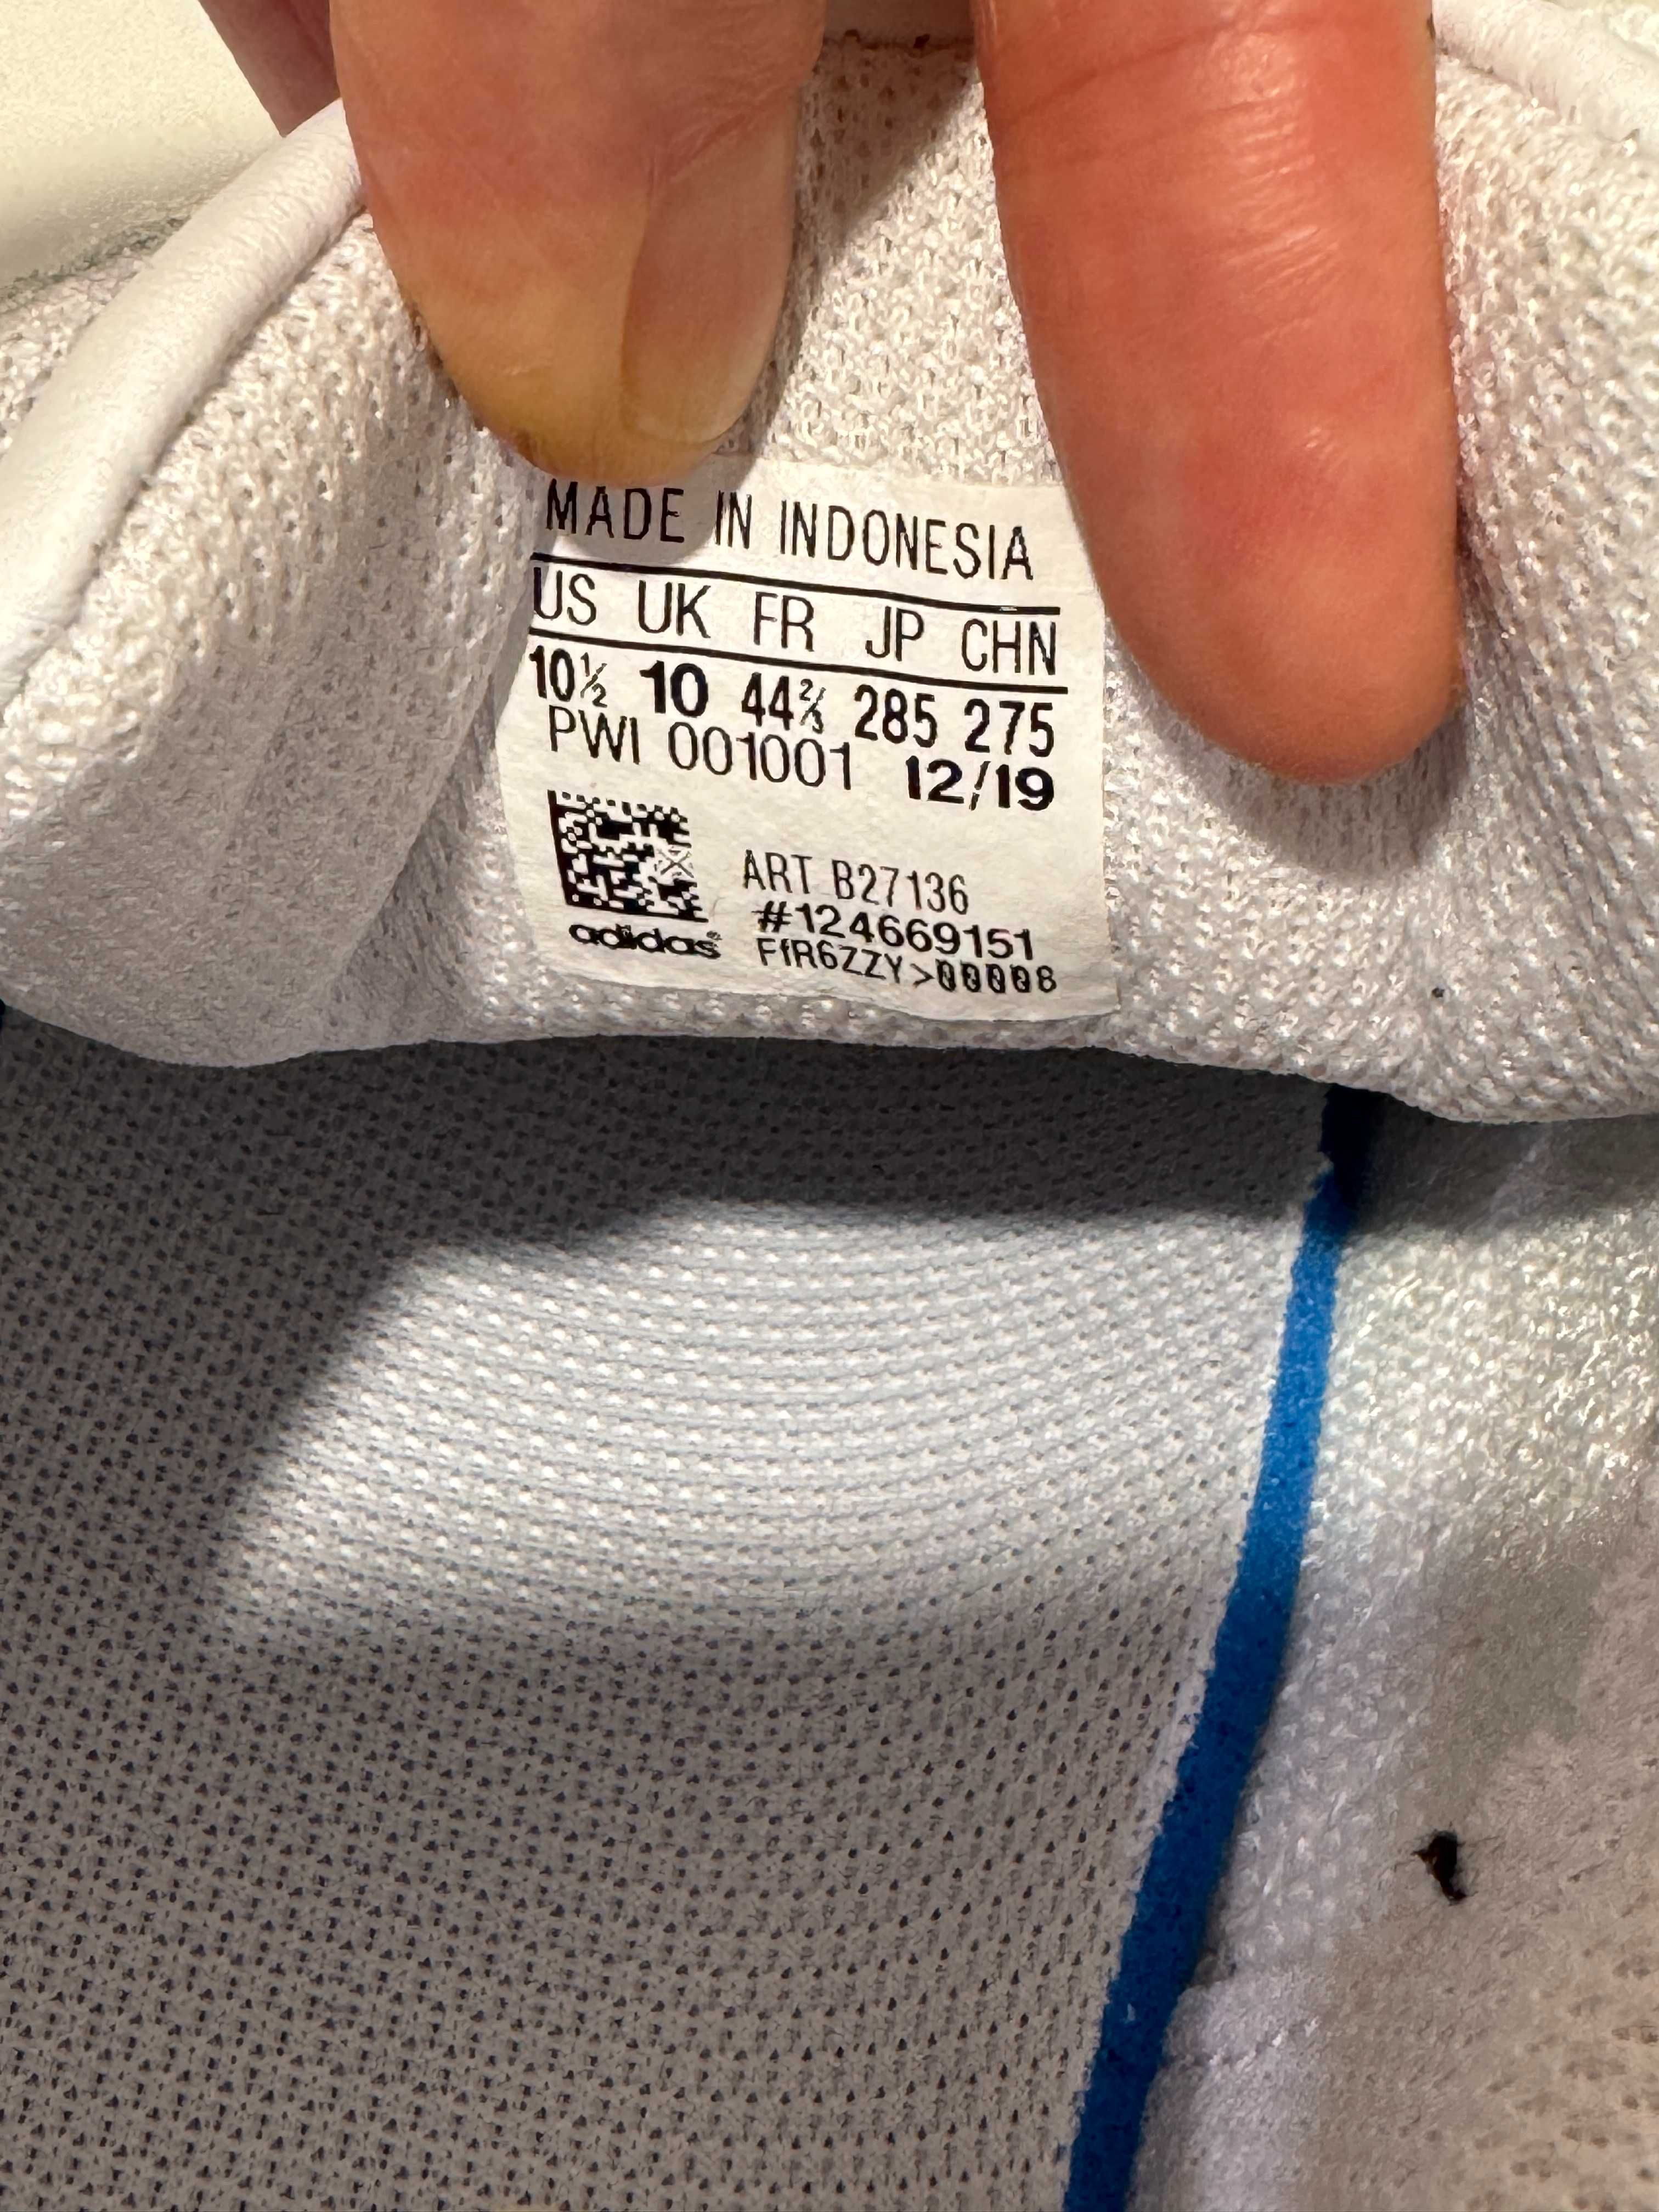 MADE IN INDONESIA
US UK FR JP CHN
10½ 10 44⅔ 285 275
PWI 001001 12/19
ART B27136
#124669151
adidas® FfR6ZZY>00008